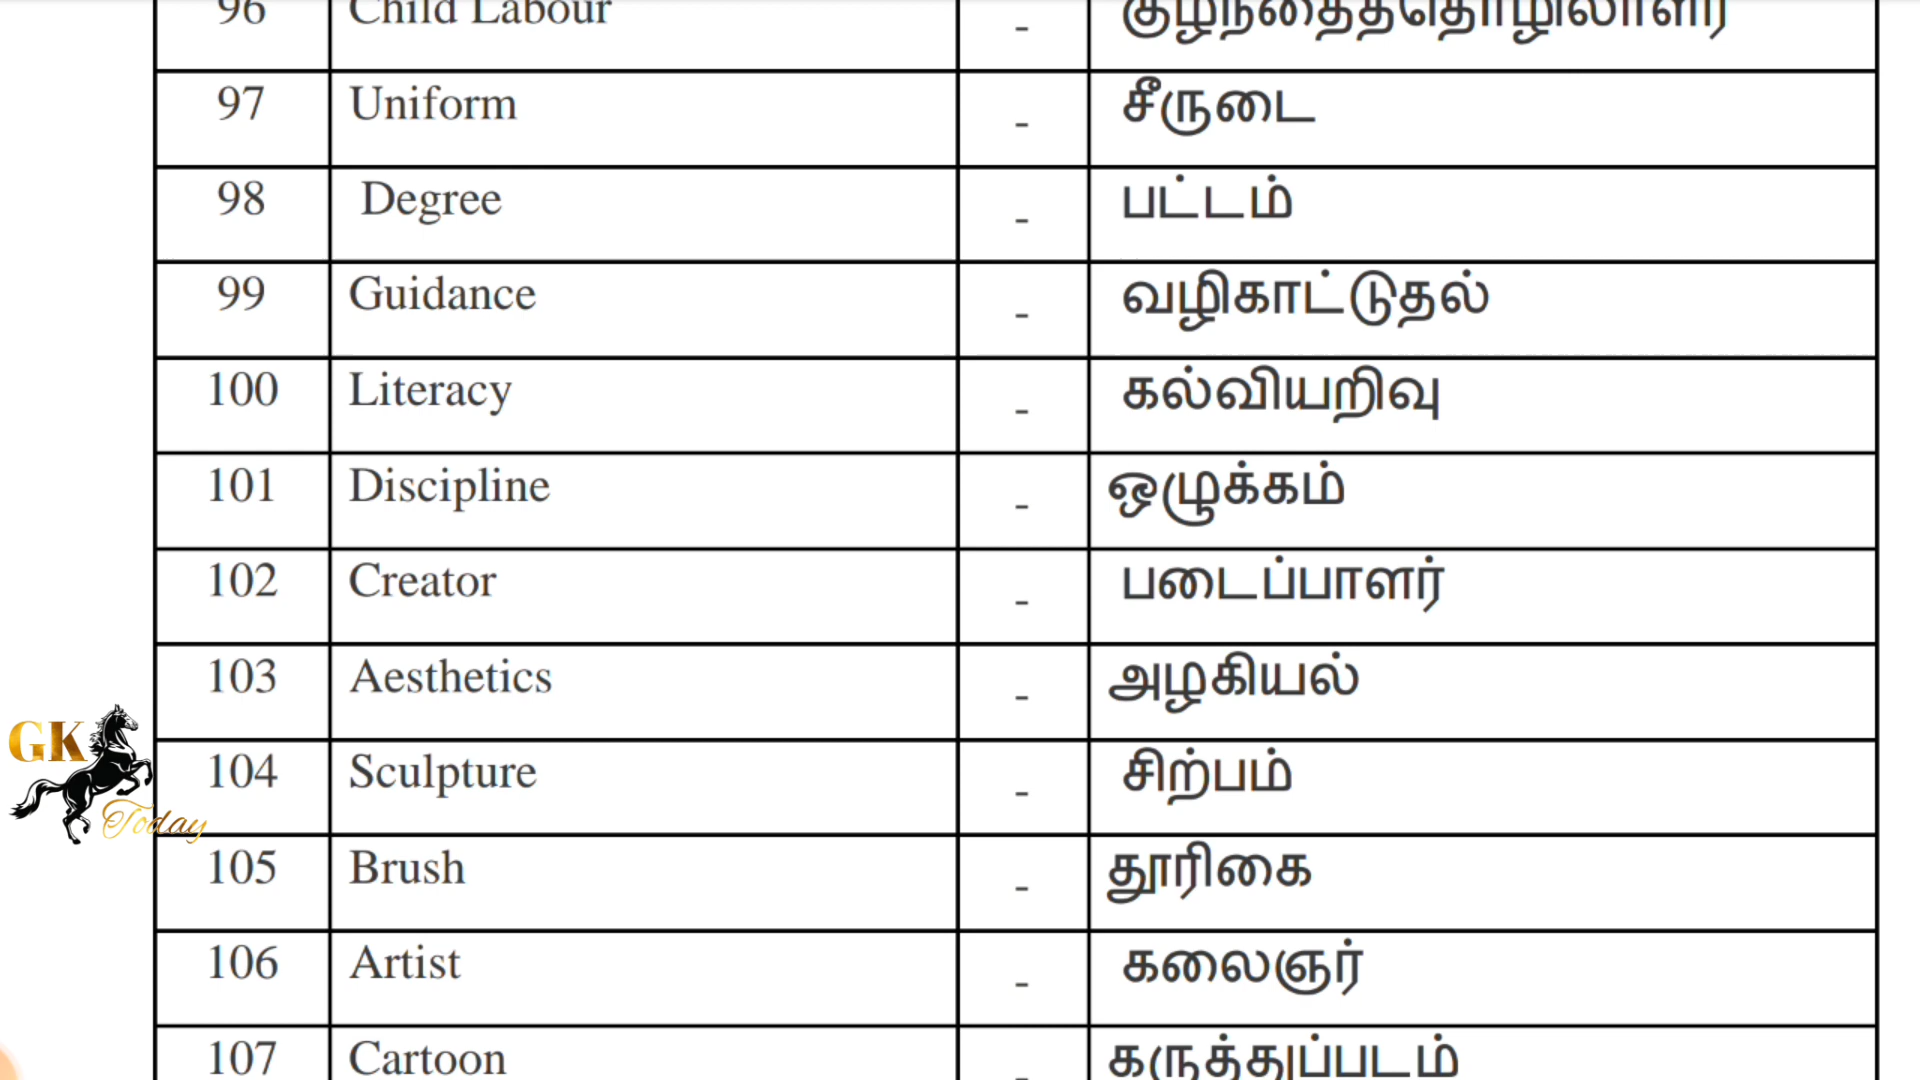 96 Child Labour - குழந்தைத்தொழிலாளர்
97 Uniform - சீருடை
98 Degree - பட்டம்
99 Guidance - வழிகாட்டுதல்
100 Literacy - கல்வியறிவு
101 Discipline - ஒழுக்கம்
102 Creator - படைப்பாளர்
103 Aesthetics - அழகியல்
104 Sculpture - சிற்பம்
105 Brush - தூரிகை
106 Artist - கலைஞர்
107 Cartoon - கருத்துப்படம்
GK
Today